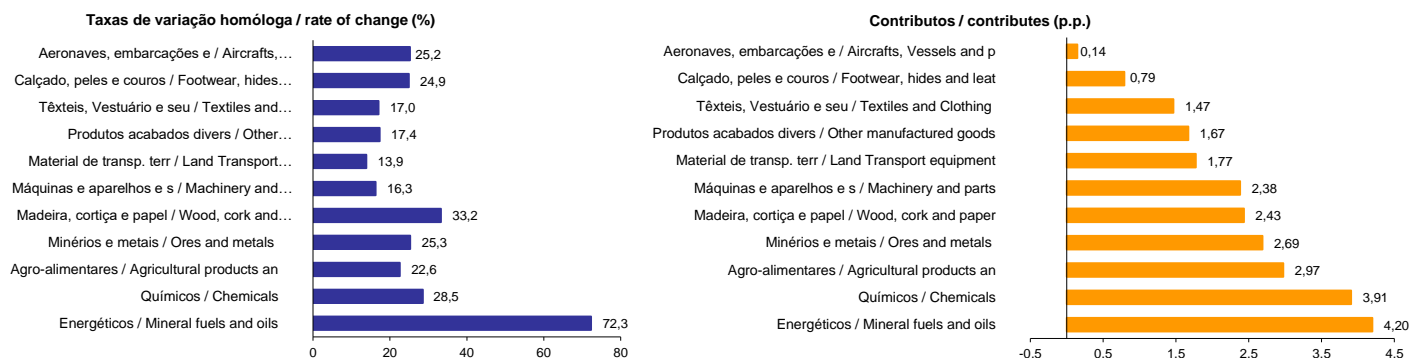 Taxas de variação homóloga / rate of change (%)
Aeronaves, embarcações e / Aircrafts,… 25,2
Calçado, peles e couros / Footwear, hides… 24,9
Têxteis, Vestuário e seu / Textiles and… 17,0
Produtos acabados divers / Other… 17,4
Material de transp. terr / Land Transport… 13,9
Máquinas e aparelhos e s / Machinery and… 16,3
Madeira, cortiça e papel / Wood, cork and… 33,2
Minérios e metais / Ores and metals 25,3
Agro-alimentares / Agricultural products an 22,6
Químicos / Chemicals 28,5
Energéticos / Mineral fuels and oils 72,3
0 20 40 60 80
Contributos / contributes (p.p.)
Aeronaves, embarcações e / Aircrafts, Vessels and p 0,14
Calçado, peles e couros / Footwear, hides and leat 0,79
Têxteis, Vestuário e seu / Textiles and Clothing 1,47
Produtos acabados divers / Other manufactured goods 1,67
Material de transp. terr / Land Transport equipment 1,77
Máquinas e aparelhos e s / Machinery and parts 2,38
Madeira, cortiça e papel / Wood, cork and paper 2,43
Minérios e metais / Ores and metals 2,69
Agro-alimentares / Agricultural products an 2,97
Químicos / Chemicals 3,91
Energéticos / Mineral fuels and oils 4,20
-0.5 0.5 1.5 2.5 3.5 4.5